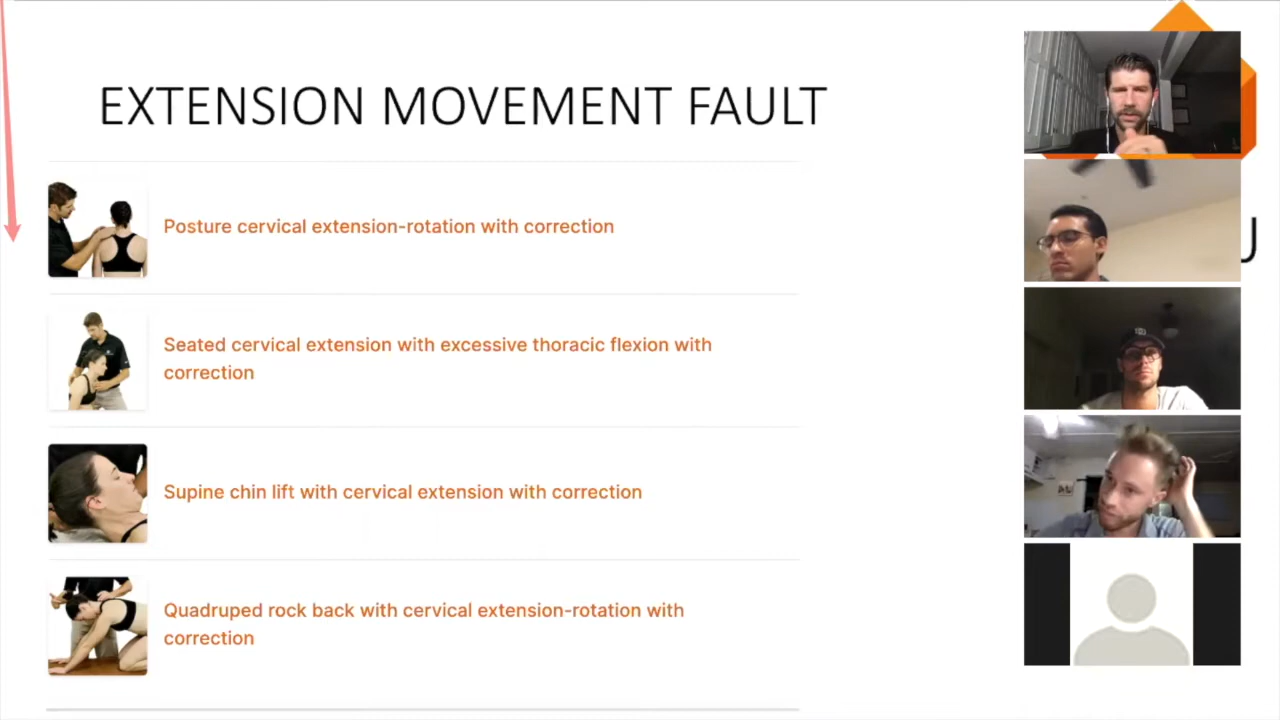 EXTENSION MOVEMENT FAULT
Posture cervical extension-rotation with correction
Seated cervical extension with excessive thoracic flexion with
correction
Supine chin lift with cervical extension with correction
Quadruped rock back with cervical extension-rotation with
correction